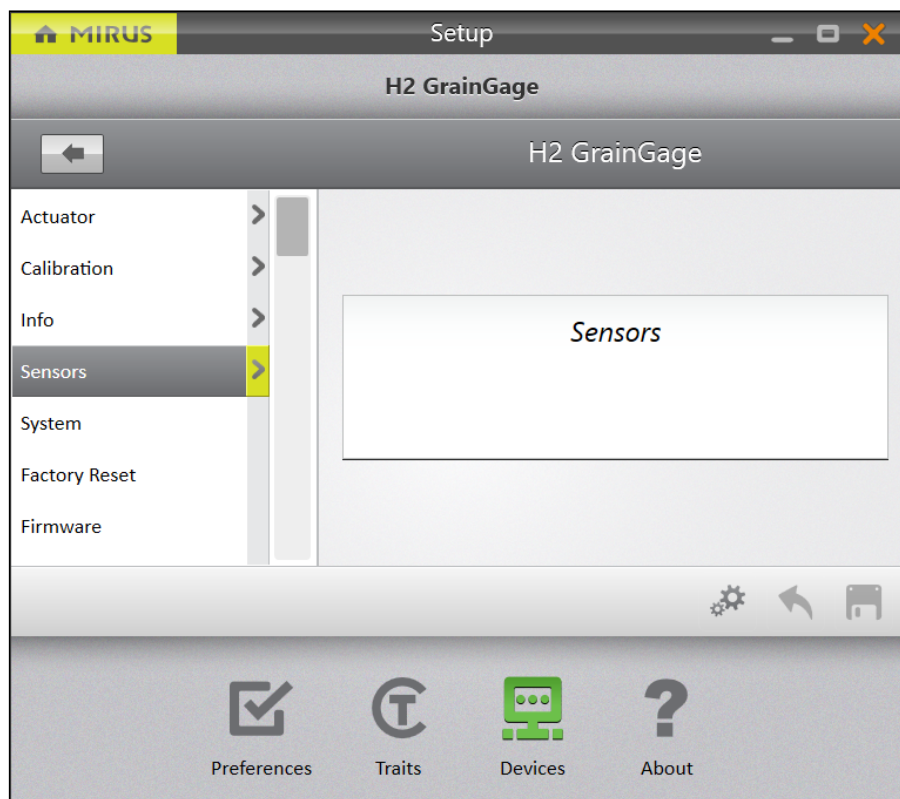 MIRUS
Setup
H2 GrainGage
H2 GrainGage
Actuator
Calibration
Info
Sensors
System
Factory Reset
Firmware
Sensors
Preferences
Traits
Devices
About